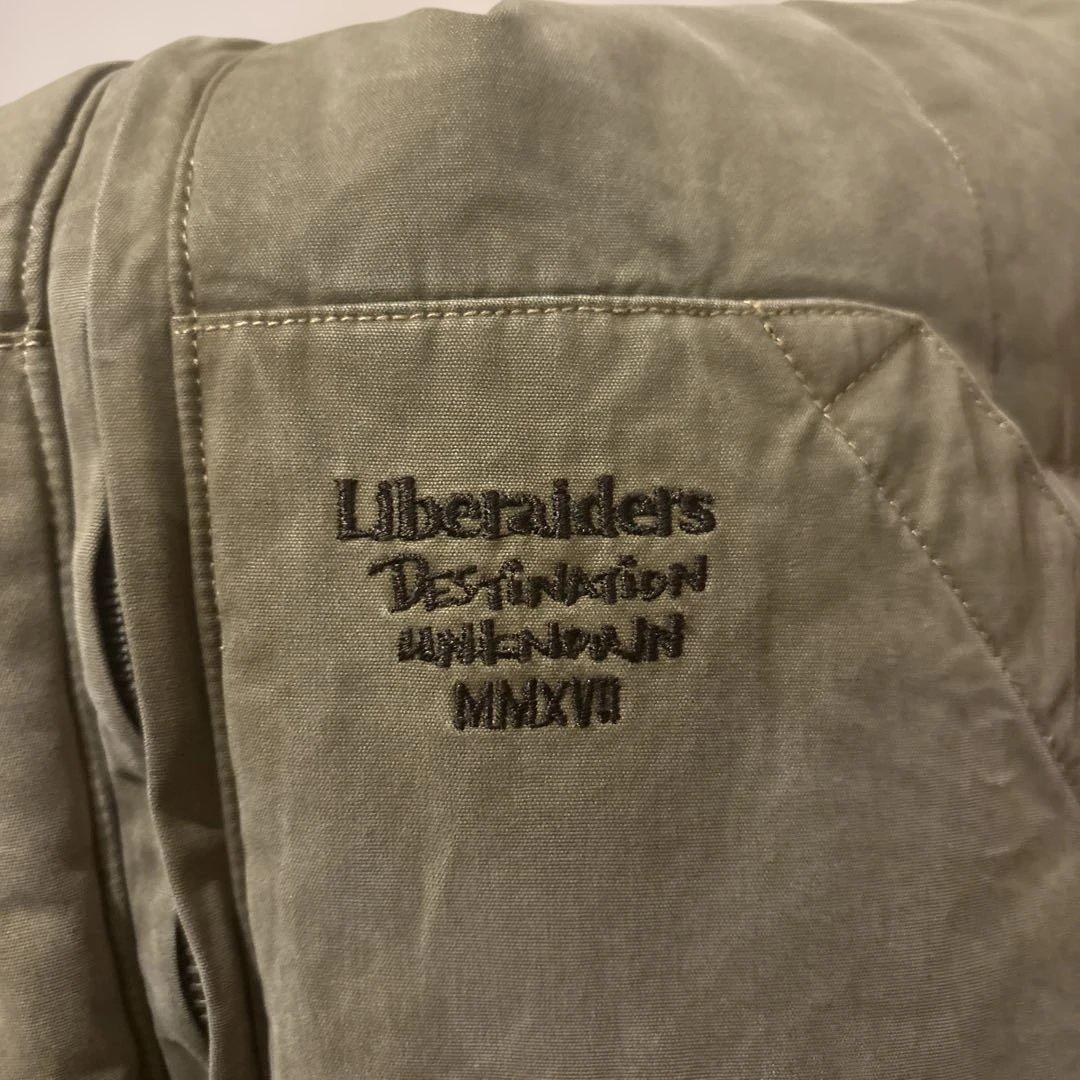 Liberaiders
DESTINATION
UNKNOWN
MMXVII